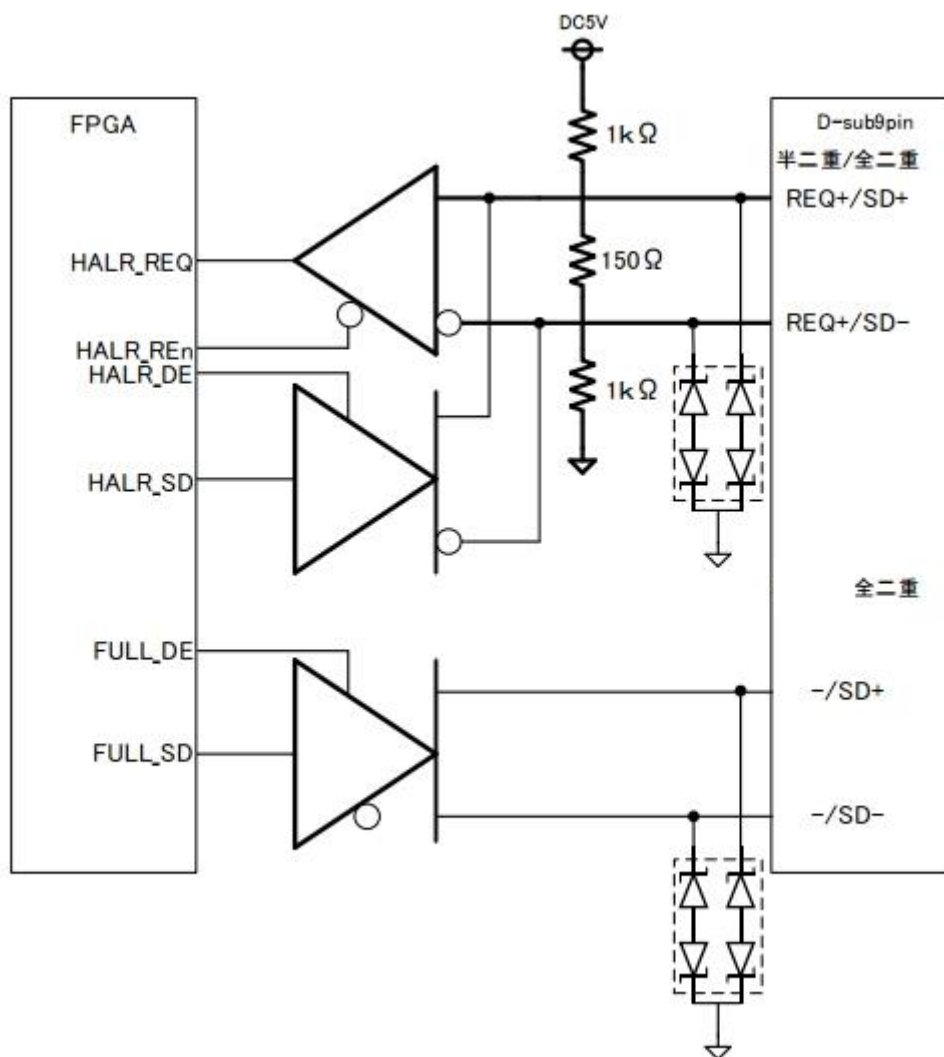 DC5V
FPGA
1kΩ
D-sub9pin
半二重/全二重
REQ+/SD+
HALR_REQ
150Ω
REQ+/SD-
HALR_REn
HALR_DE
1kΩ
HALR_SD
全二重
FULL_DE
-/SD+
FULL_SD
-/SD-